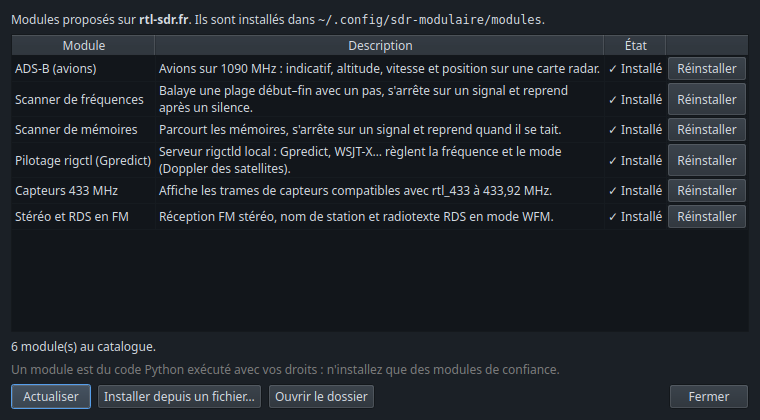 Modules proposés sur rtl-sdr.fr. Ils sont installés dans ~/.config/sdr-modulaire/modules.
Module Description État
ADS-B (avions) Avions sur 1090 MHz : indicatif, altitude, vitesse et position sur une carte radar. ✓ Installé Réinstaller
Scanner de fréquences Balaye une plage début–fin avec un pas, s'arrête sur un signal et reprend
après un silence. ✓ Installé Réinstaller
Scanner de mémoires Parcourt les mémoires, s'arrête sur un signal et reprend quand il se tait. ✓ Installé Réinstaller
Pilotage rigctl (Gpredict) Serveur rigctld local : Gpredict, WSJT-X… règlent la fréquence et le mode
(Doppler des satellites). ✓ Installé Réinstaller
Capteurs 433 MHz Affiche les trames de capteurs compatibles avec rtl_433 à 433,92 MHz. ✓ Installé Réinstaller
Stéréo et RDS en FM Réception FM stéréo, nom de station et radiotexte RDS en mode WFM. ✓ Installé Réinstaller
6 module(s) au catalogue.
Un module est du code Python exécuté avec vos droits : n'installez que des modules de confiance.
Actualiser Installer depuis un fichier… Ouvrir le dossier Fermer